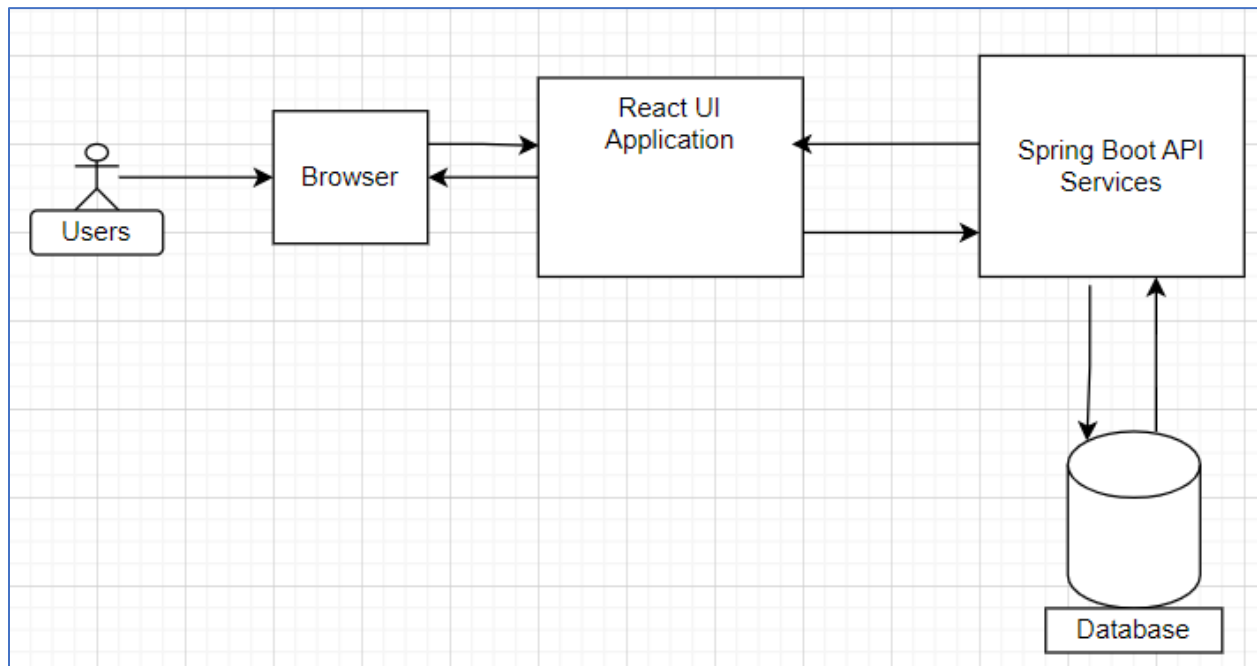 Users
Browser
React UI
Application
Spring Boot API
Services
Database